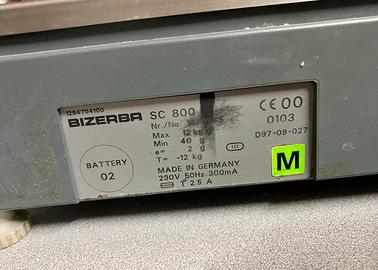 1284704100
BIZERBA SC 800 CE 00
Nr./No. 0103
Max 12 kg
Min 40 g D97-09-027
e= 2 g III
T= -12 kg
BATTERY
02
MADE IN GERMANY M
230V 50Hz 300mA
T 2.5 A